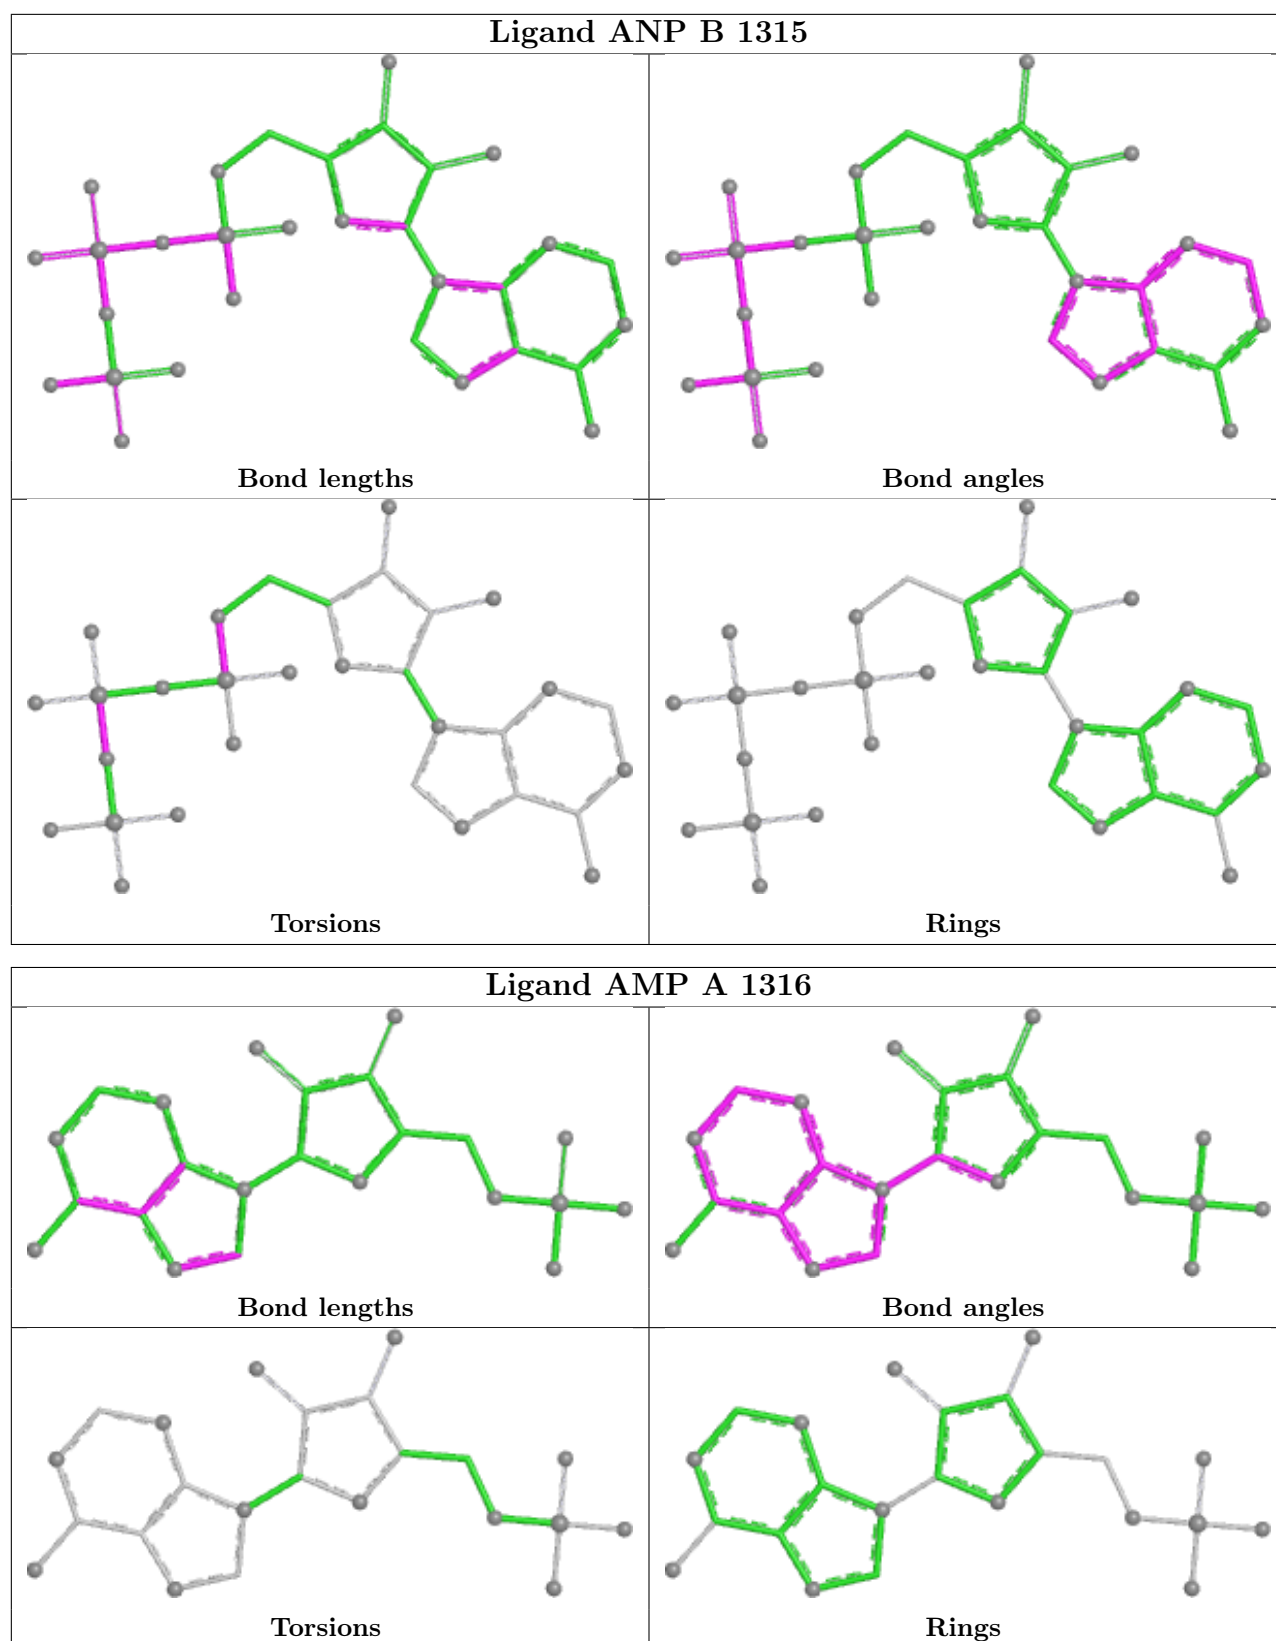 Ligand ANP B 1315
Bond lengths
Bond angles
Torsions
Rings
Ligand AMP A 1316
Bond lengths
Bond angles
Torsions
Rings